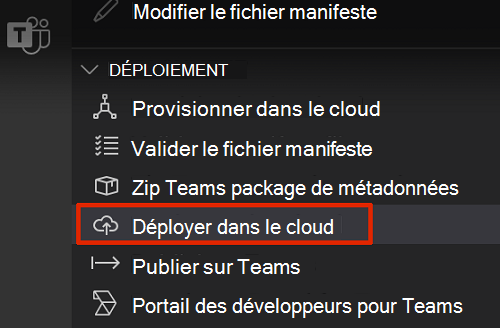 Modifier le fichier manifeste
DÉPLOIEMENT
Provisionner dans le cloud
Valider le fichier manifeste
Zip Teams package de métadonnées
Déployer dans le cloud
Publier sur Teams
Portail des développeurs pour Teams